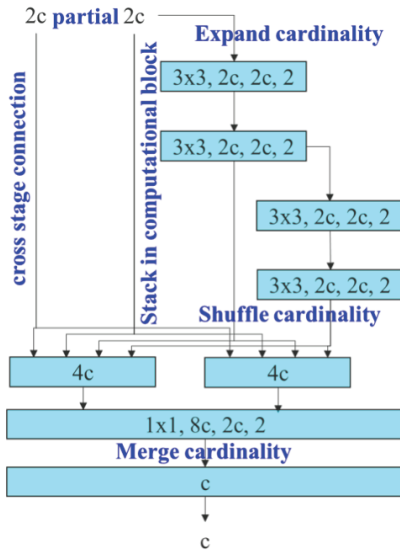 2c partial 2c
Expand cardinality
3x3, 2c, 2c, 2
3x3, 2c, 2c, 2
cross stage connection
Stack in computational block
3x3, 2c, 2c, 2
3x3, 2c, 2c, 2
Shuffle cardinality
4c 4c
1x1, 8c, 2c, 2
Merge cardinality
c
c